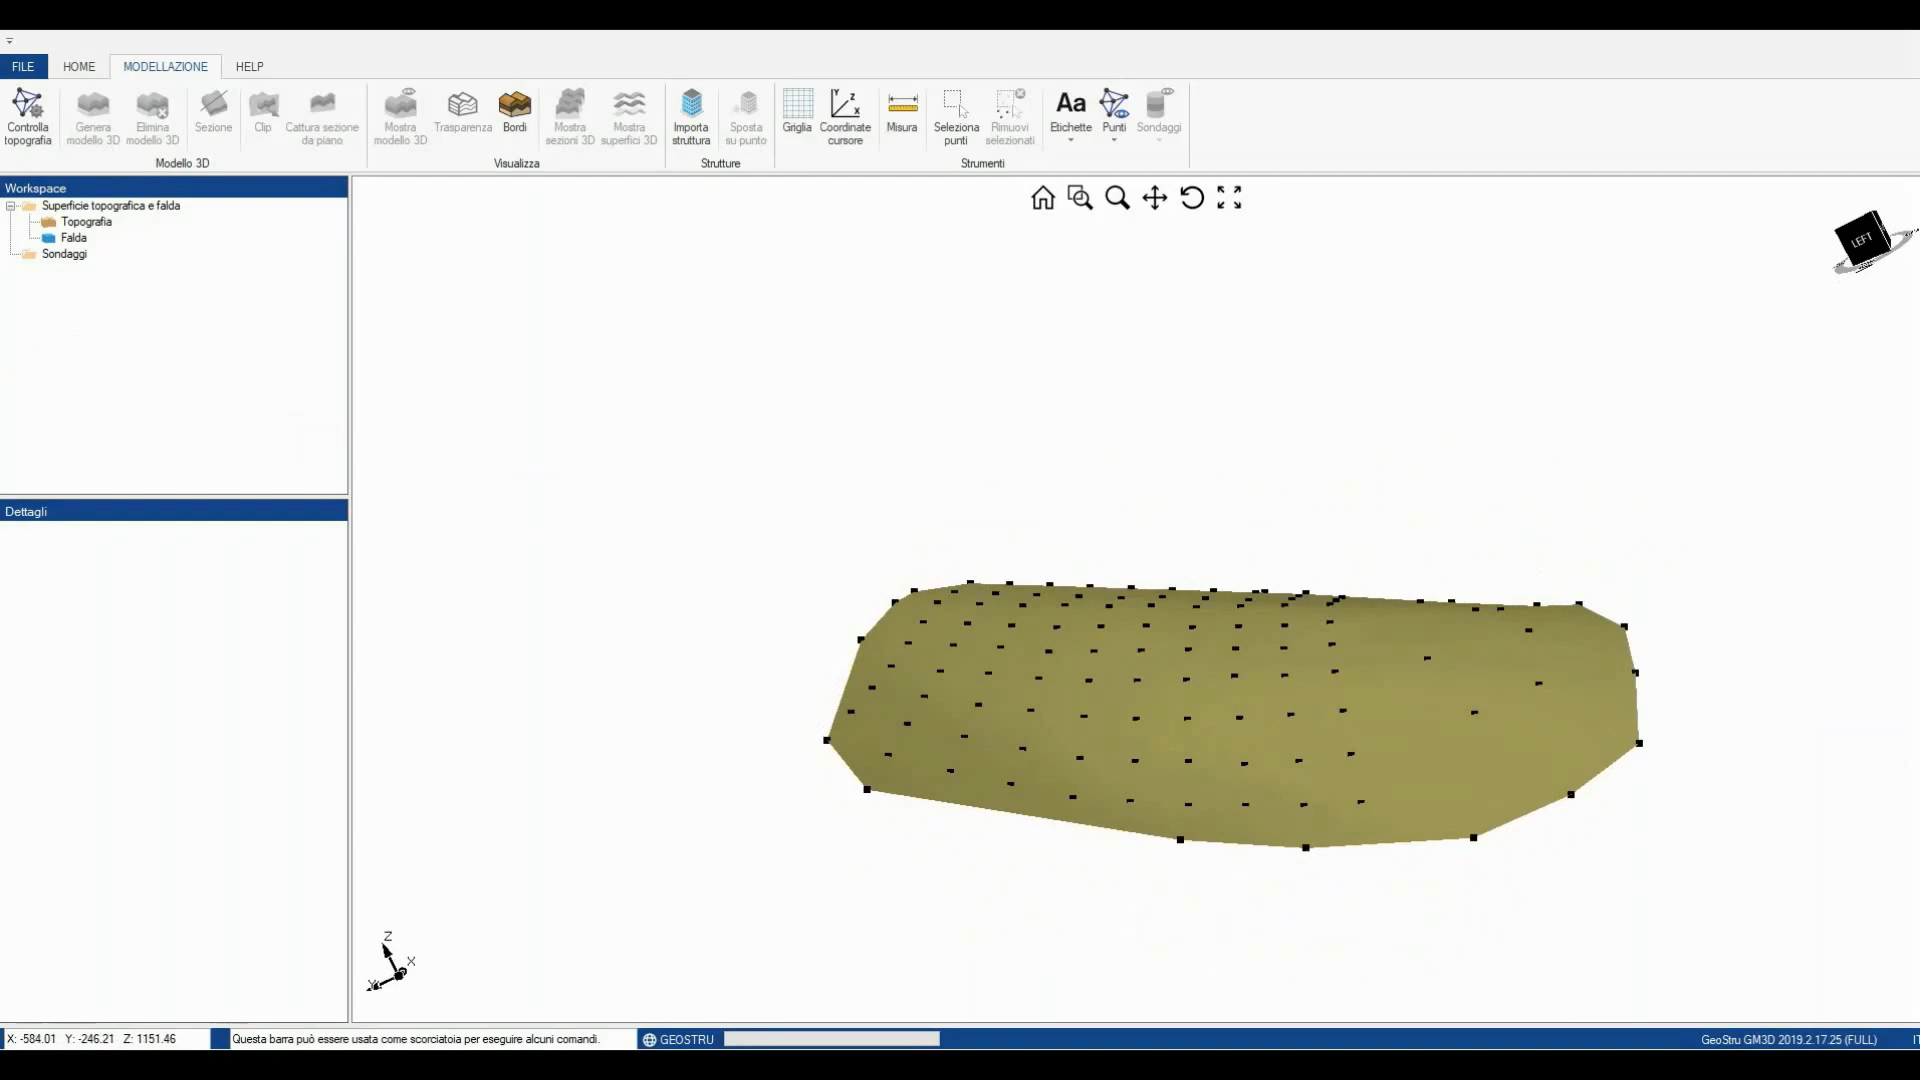 FILE HOME MODELLAZIONE HELP
Controlla topografia
Genera modello 3D
Elimina modello 3D
Sezione
Clip
Cattura sezione da piano
Mostra modello 3D
Trasparenza
Bordi
Mostra sezioni 3D
Mostra superfici 3D
Importa struttura
Sposta su punto
Griglia
Coordinate cursore
Misura
Seleziona punti
Rimuovi selezionati
Aa
Etichette
Punti
Sondaggi
Modello 3D
Visualizza
Strutture
Strumenti
Workspace
Superficie topografica e falda
Topografia
Falda
Sondaggi
Dettagli
LEFT
Z
X
Y
X: -584.01 Y: -246.21 Z: 1151.46
Questa barra può essere usata come scorciatoia per eseguire alcuni comandi.
GEOSTRU
GeoStru GM3D 2019.2.17.25 (FULL)